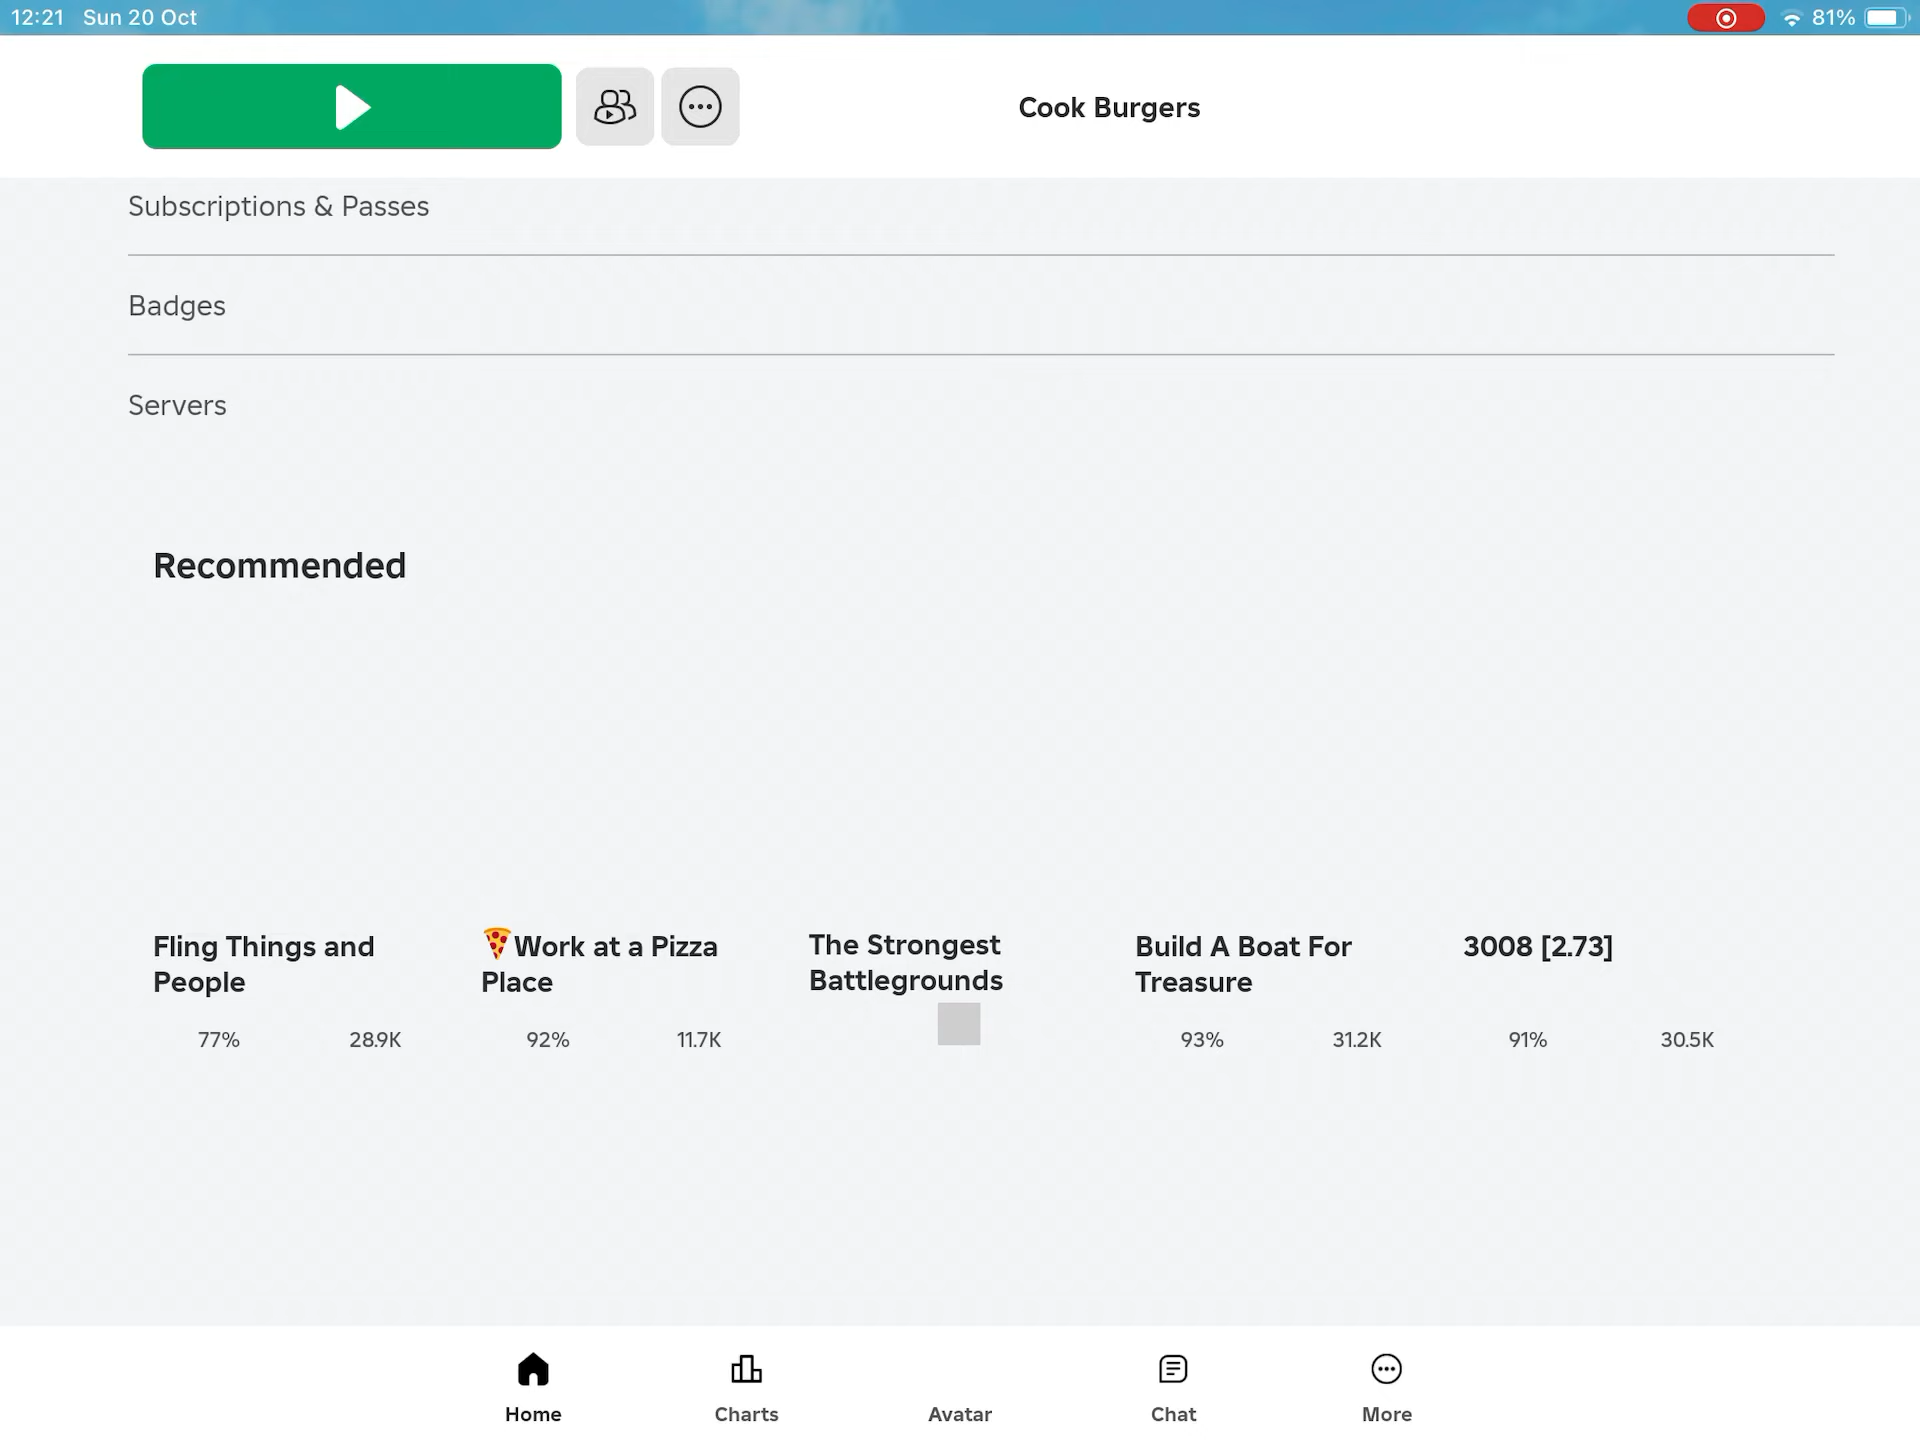 12:21 Sun 20 Oct
81%
Cook Burgers
Subscriptions & Passes
Badges
Servers
Recommended
Fling Things and
People
77% 28.9K
🍕Work at a Pizza
Place
92% 11.7K
The Strongest
Battlegrounds
Build A Boat For
Treasure
93% 31.2K
3008 [2.73]
91% 30.5K
Home
Charts
Avatar
Chat
More